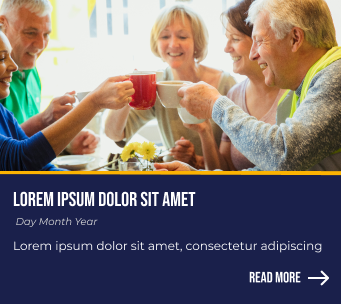 LOREM IPSUM DOLOR SIT AMET
Day Month Year
Lorem ipsum dolor sit amet, consectetur adipiscing
READ MORE